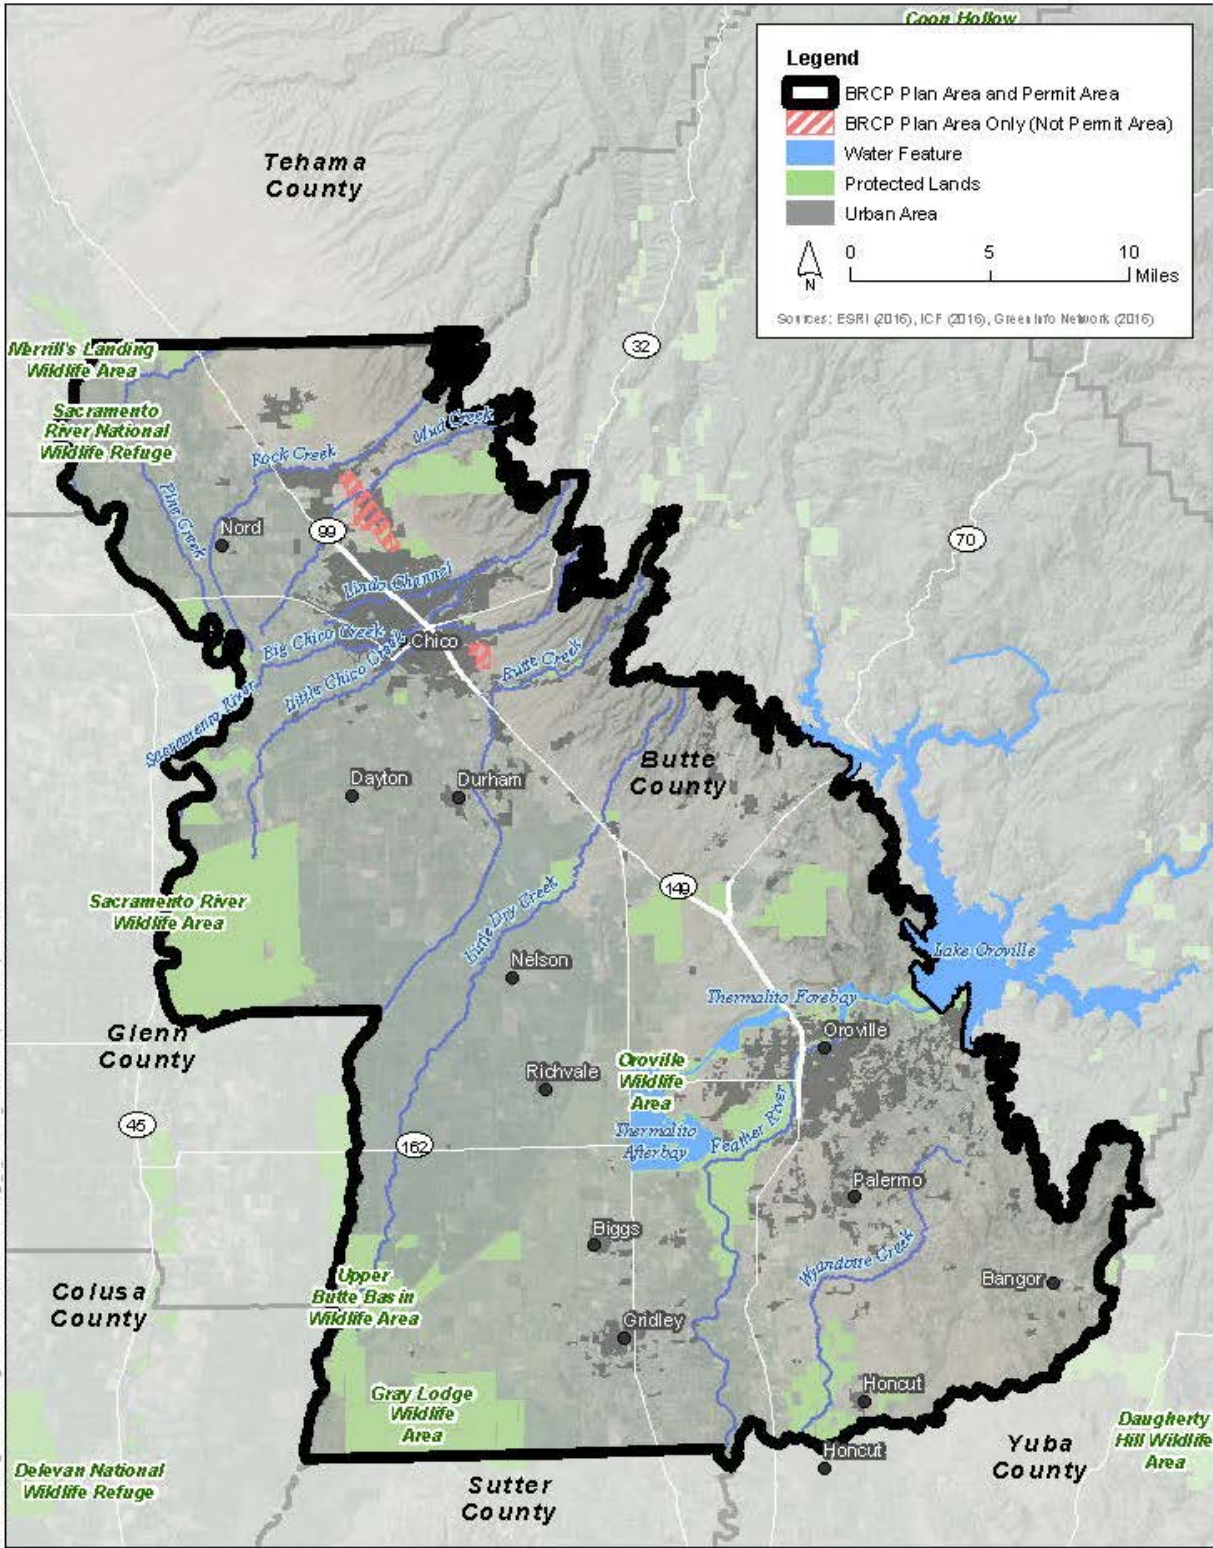 Coon Hollow
Legend
BRCP Plan Area and Permit Area
BRCP Plan Area Only (Not Permit Area)
Water Feature
Protected Lands
Urban Area
0 5 10
Miles
N
Sources: ESRI (2016), ICF (2016), GreenInfo Network (2016)
Tehama
County
32
Merrill's Landing
Wildlife Area
Sacramento
River National
Wildlife Refuge
Mud Creek
Rock Creek
Pine Creek
Nord
99
70
Lindo Channel
Big Chico Creek
Chico
Little Chico Creek
Butte Creek
Sacramento River
Butte
County
Dayton
Durham
149
Sacramento River
Wildlife Area
Little Dry Creek
Lake Oroville
Nelson
Thermalito Forebay
Glenn
County
Oroville
Oroville
Wildlife
Area
Richvale
45
162
Thermalito
Afterbay
Feather River
Palermo
Biggs
Wyandotte Creek
Bangor
Upper
Butte Basin
Wildlife Area
Colusa
County
Gridley
Gray Lodge
Wildlife
Area
Honcut
Honcut
Daugherty
Hill Wildlife
Area
Yuba
County
Delevan National
Wildlife Refuge
Sutter
County